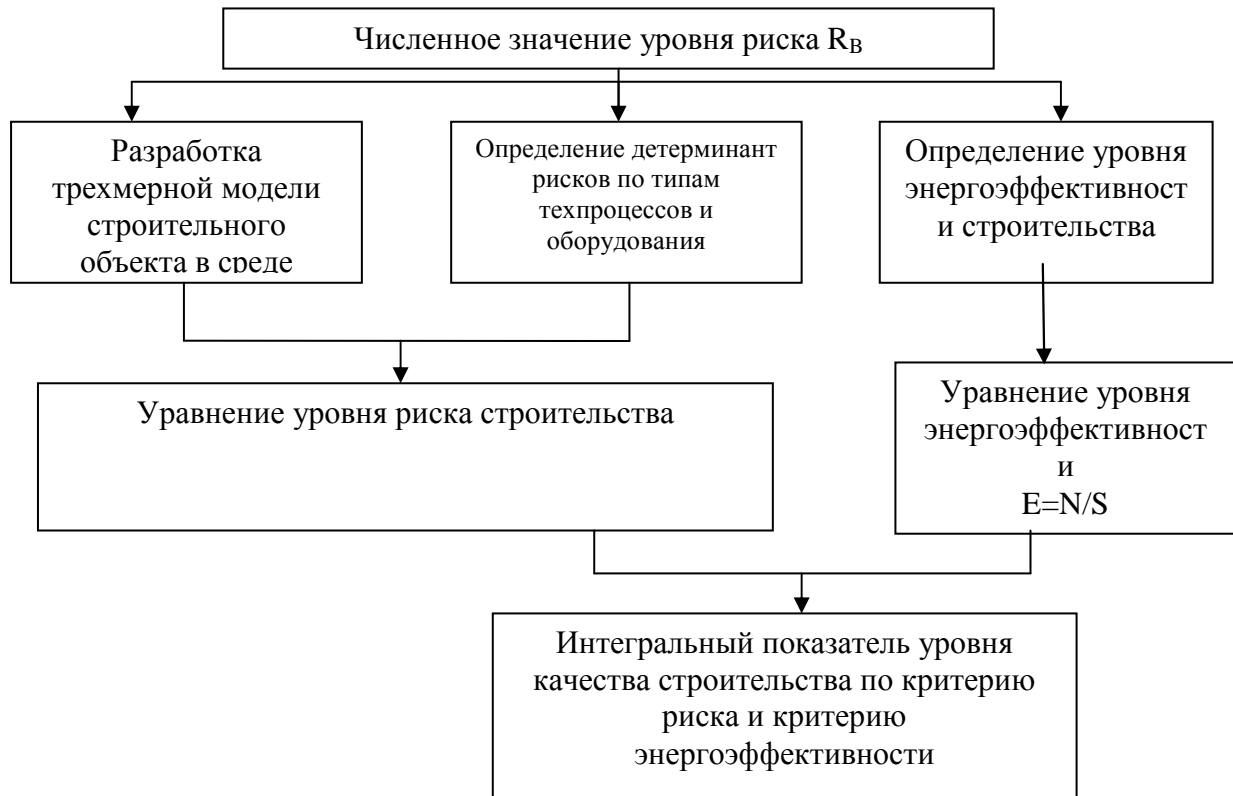 Численное значение уровня риска RВ
Разработка
трехмерной модели
строительного
объекта в среде
Определение детерминант
рисков по типам
техпроцессов и
оборудования
Определение уровня
энергоэффективност
и строительства
Уравнение уровня риска строительства
Уравнение уровня
энергоэффективност
и
E=N/S
Интегральный показатель уровня
качества строительства по критерию
риска и критерию
энергоэффективности